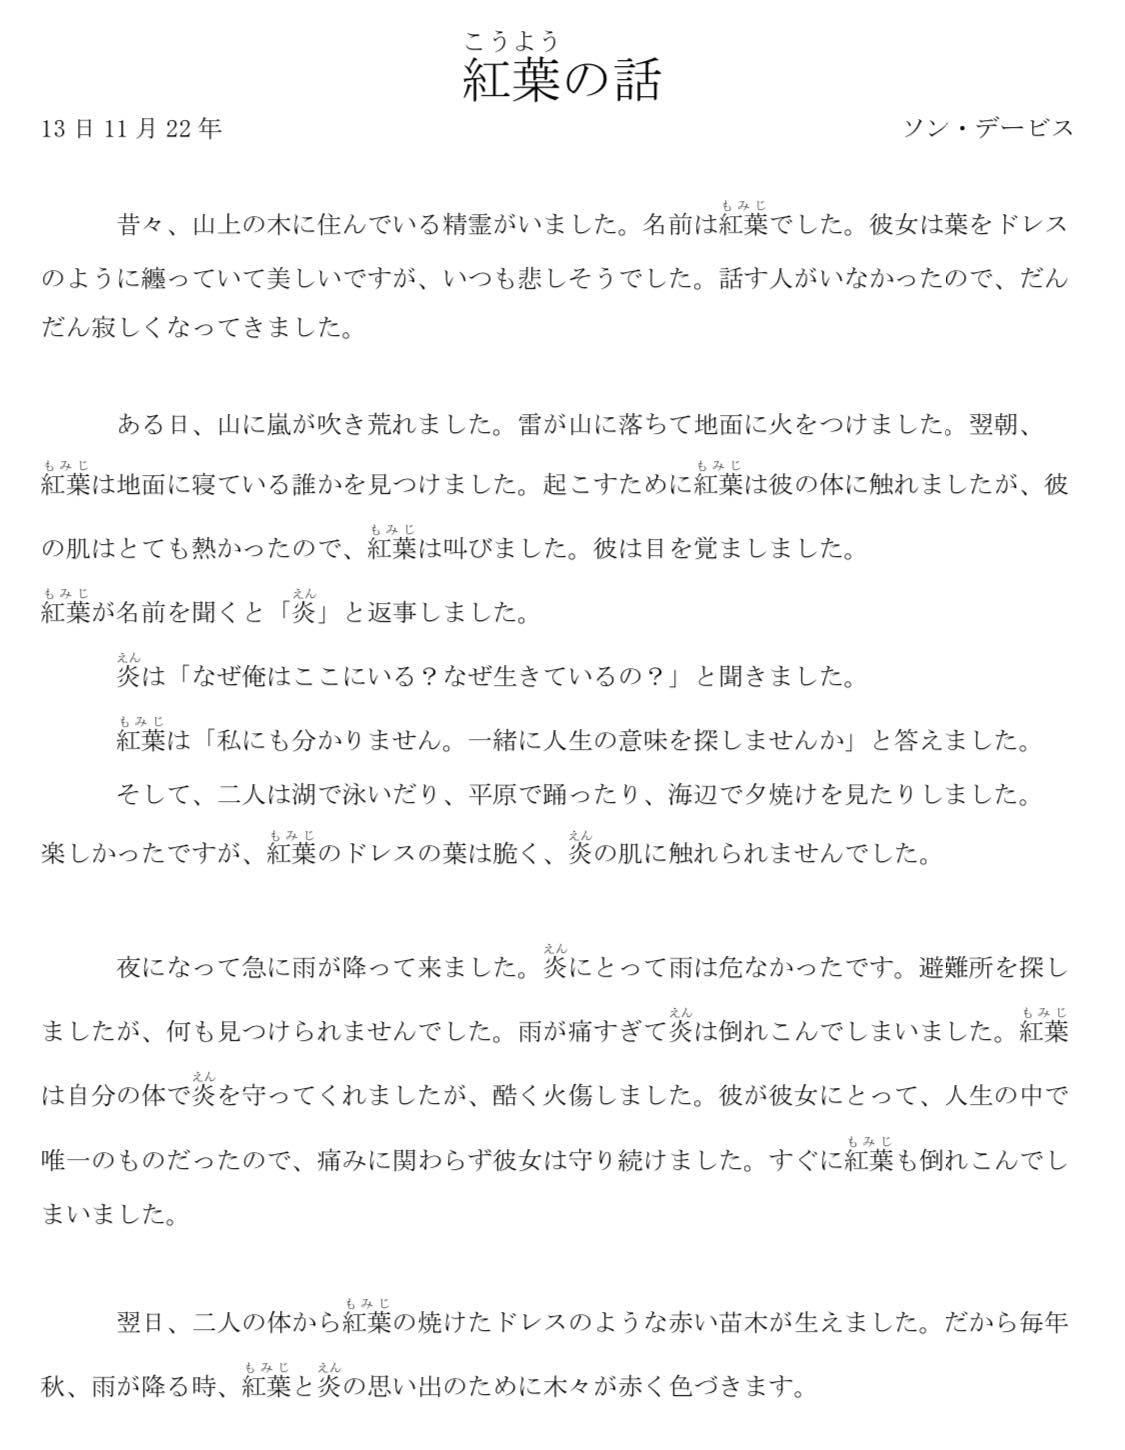 こうよう
紅葉の話
13 日 11 月 22 年 ソン・デービス
もみじ
昔々、山上の木に住んでいる精霊がいました。名前は紅葉でした。彼女は葉をドレス
のように纏っていて美しいですが、いつも悲しそうでした。話す人がいなかったので、だん
だん寂しくなってきました。
ある日、山に嵐が吹き荒れました。雷が山に落ちて地面に火をつけました。翌朝、
もみじ もみじ
紅葉は地面に寝ている誰かを見つけました。起こすために紅葉は彼の体に触れましたが、彼
もみじ
の肌はとても熱かったので、紅葉は叫びました。彼は目を覚ましました。
もみじ えん
紅葉が名前を聞くと「炎」と返事しました。
えん
炎は「なぜ俺はここにいる？なぜ生きているの？」と聞きました。
もみじ
紅葉は「私にも分かりません。一緒に人生の意味を探しませんか」と答えました。
そして、二人は湖で泳いだり、平原で踊ったり、海辺で夕焼けを見たりしました。
もみじ えん
楽しかったですが、紅葉のドレスの葉は脆く、炎の肌に触れられませんでした。
えん
夜になって急に雨が降って来ました。炎にとって雨は危なかったです。避難所を探し
えん もみじ
ましたが、何も見つけられませんでした。雨が痛すぎて炎は倒れこんでしまいました。紅葉
えん
は自分の体で炎を守ってくれましたが、酷く火傷しました。彼が彼女にとって、人生の中で
もみじ
唯一のものだったので、痛みに関わらず彼女は守り続けました。すぐに紅葉も倒れこんでし
まいました。
もみじ
翌日、二人の体から紅葉の焼けたドレスのような赤い苗木が生えました。だから毎年
もみじ えん
秋、雨が降る時、紅葉と炎の思い出のために木々が赤く色づきます。